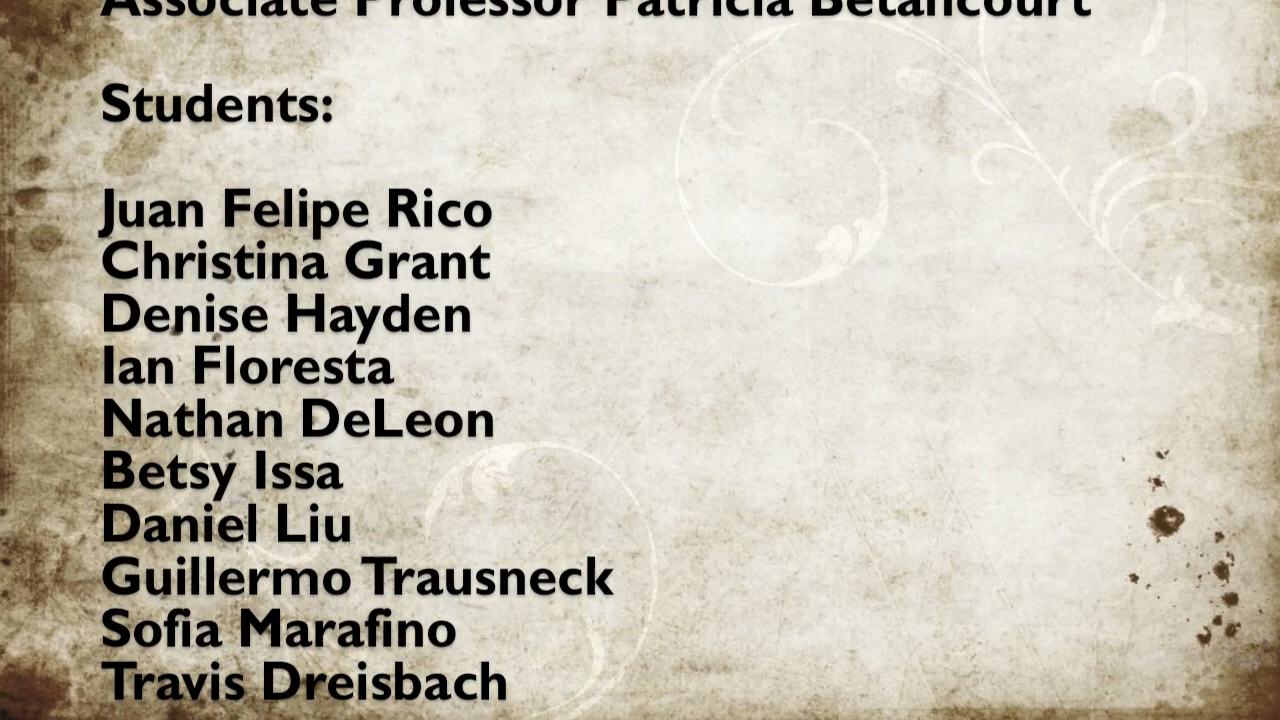 Associate Professor Patricia Betancourt
Students:
Juan Felipe Rico
Christina Grant
Denise Hayden
Ian Floresta
Nathan DeLeon
Betsy Issa
Daniel Liu
Guillermo Trausneck
Sofia Marafino
Travis Dreisbach